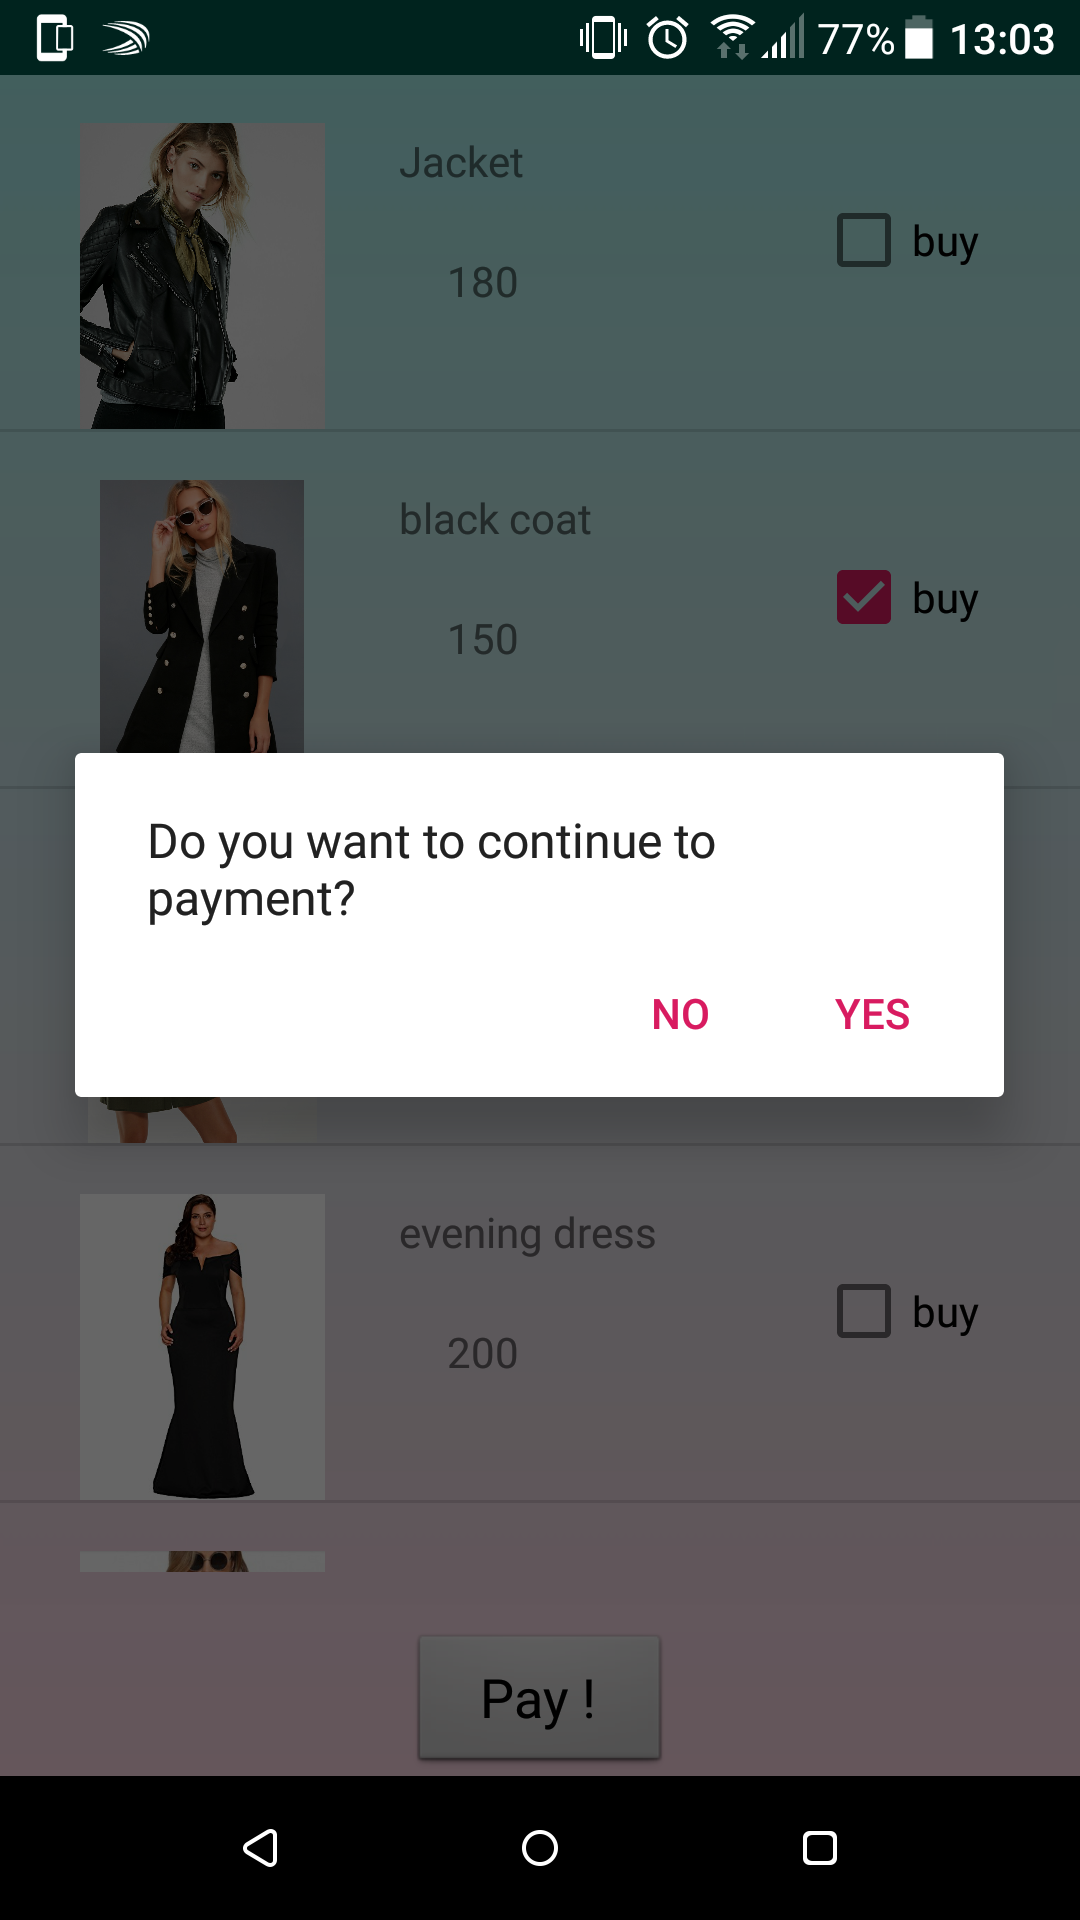 77% 13:03
Jacket
buy
180
black coat
buy
150
Do you want to continue to
payment?
NO YES
evening dress
buy
200
Pay !